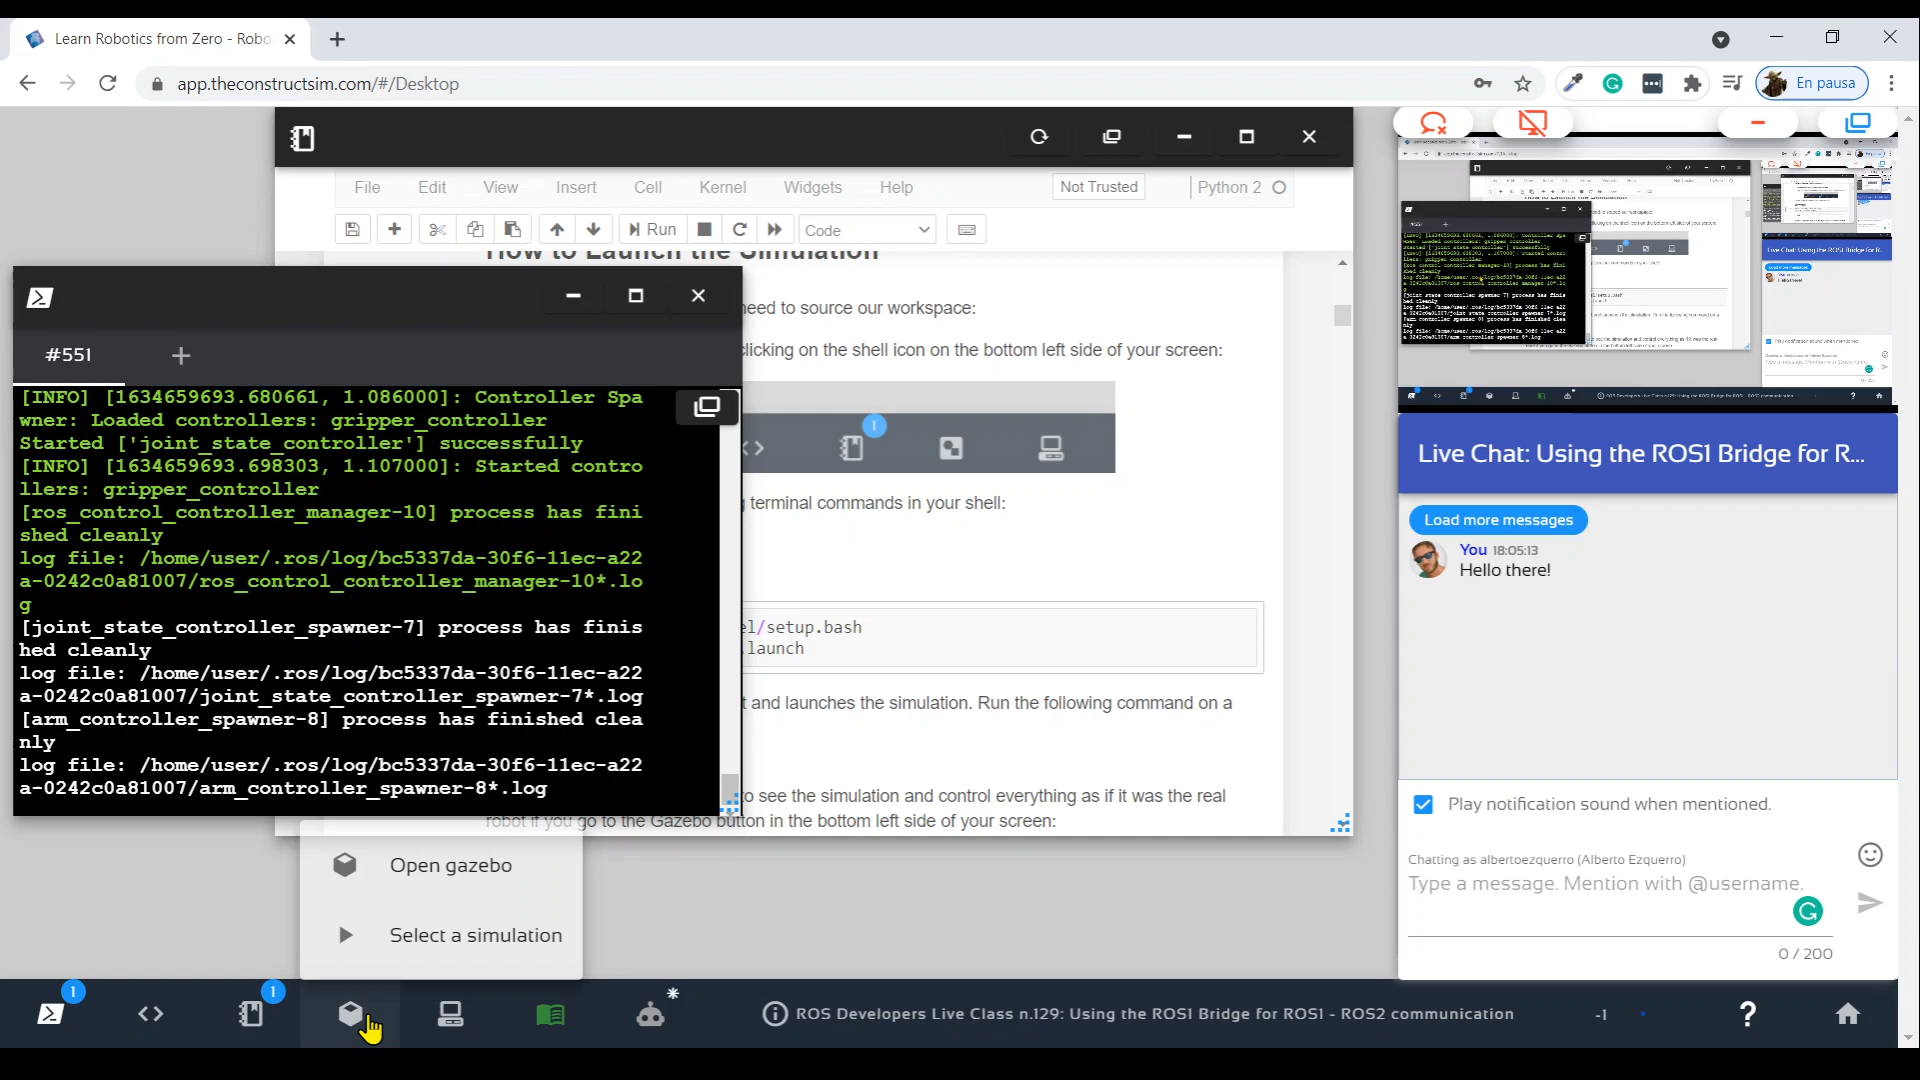 Learn Robotics from Zero - Robo
app.theconstructsim.com/#/Desktop
En pausa
File Edit View Insert Cell Kernel Widgets Help
Not Trusted
Python 2
Run
Code
How to Launch the Simulation
need to source our workspace:
clicking on the shell icon on the bottom left side of your screen:
1
terminal commands in your shell:
el/setup.bash
.launch
t and launches the simulation. Run the following command on a
to see the simulation and control everything as if it was the real
robot if you go to the Gazebo button in the bottom left side of your screen:
#551
[INFO] [1634659693.680661, 1.086000]: Controller Spa
wner: Loaded controllers: gripper_controller
Started ['joint_state_controller'] successfully
[INFO] [1634659693.698303, 1.107000]: Started contro
llers: gripper_controller
[ros_control_controller_manager-10] process has fini
shed cleanly
log file: /home/user/.ros/log/bc5337da-30f6-11ec-a22
a-0242c0a81007/ros_control_controller_manager-10*.lo
g
[joint_state_controller_spawner-7] process has finis
hed cleanly
log file: /home/user/.ros/log/bc5337da-30f6-11ec-a22
a-0242c0a81007/joint_state_controller_spawner-7*.log
[arm_controller_spawner-8] process has finished clea
nly
log file: /home/user/.ros/log/bc5337da-30f6-11ec-a22
a-0242c0a81007/arm_controller_spawner-8*.log
Open gazebo
Select a simulation
Live Chat: Using the ROS1 Bridge for R...
Load more messages
You 18:05:13
Hello there!
Play notification sound when mentioned.
Chatting as albertoezquerro (Alberto Ezquerro)
Type a message. Mention with @username.
0 / 200
1
1
ROS Developers Live Class n.129: Using the ROS1 Bridge for ROS1 - ROS2 communication
-1
?